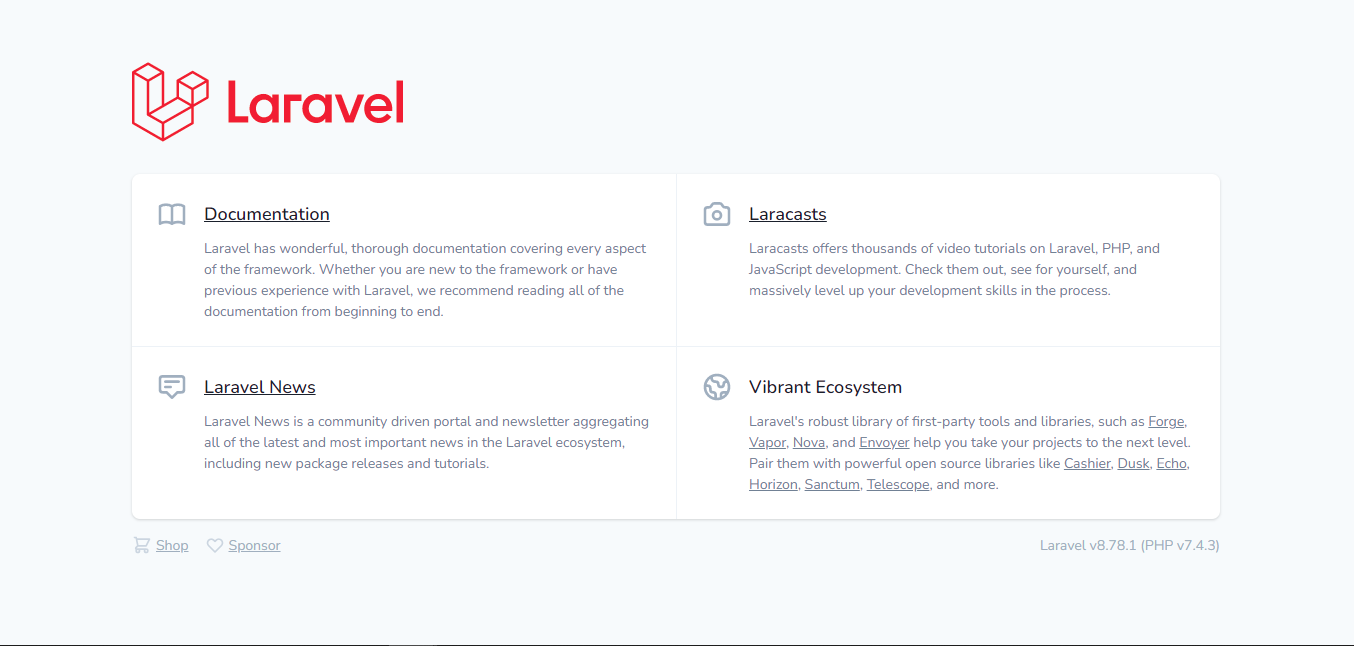 Laravel
Documentation
Laravel has wonderful, thorough documentation covering every aspect
of the framework. Whether you are new to the framework or have
previous experience with Laravel, we recommend reading all of the
documentation from beginning to end.
Laracasts
Laracasts offers thousands of video tutorials on Laravel, PHP, and
JavaScript development. Check them out, see for yourself, and
massively level up your development skills in the process.
Laravel News
Laravel News is a community driven portal and newsletter aggregating
all of the latest and most important news in the Laravel ecosystem,
including new package releases and tutorials.
Vibrant Ecosystem
Laravel's robust library of first-party tools and libraries, such as Forge,
Vapor, Nova, and Envoyer help you take your projects to the next level.
Pair them with powerful open source libraries like Cashier, Dusk, Echo,
Horizon, Sanctum, Telescope, and more.
Shop Sponsor Laravel v8.78.1 (PHP v7.4.3)